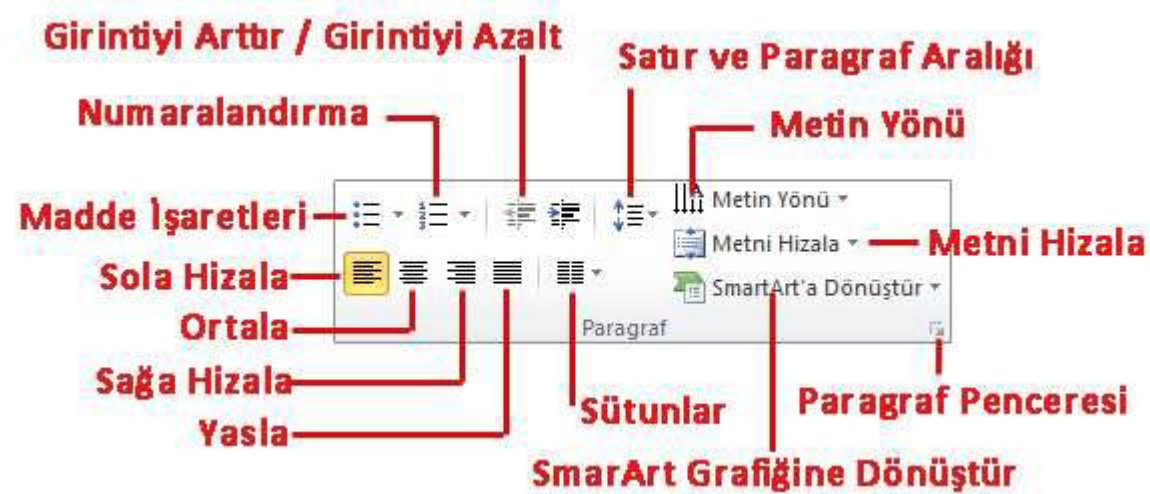 Girintiyi Arttır / Girintiyi Azalt
Satır ve Paragraf Aralığı
Numaralandırma
Metin Yönü
Madde İşaretleri
Metin Yönü
Metni Hizala
Metni Hizala
Sola Hizala
SmartArt'a Dönüştür
Ortala
Paragraf
Sağa Hizala
Paragraf Penceresi
Sütunlar
Yasla
SmarArt Grafiğine Dönüştür